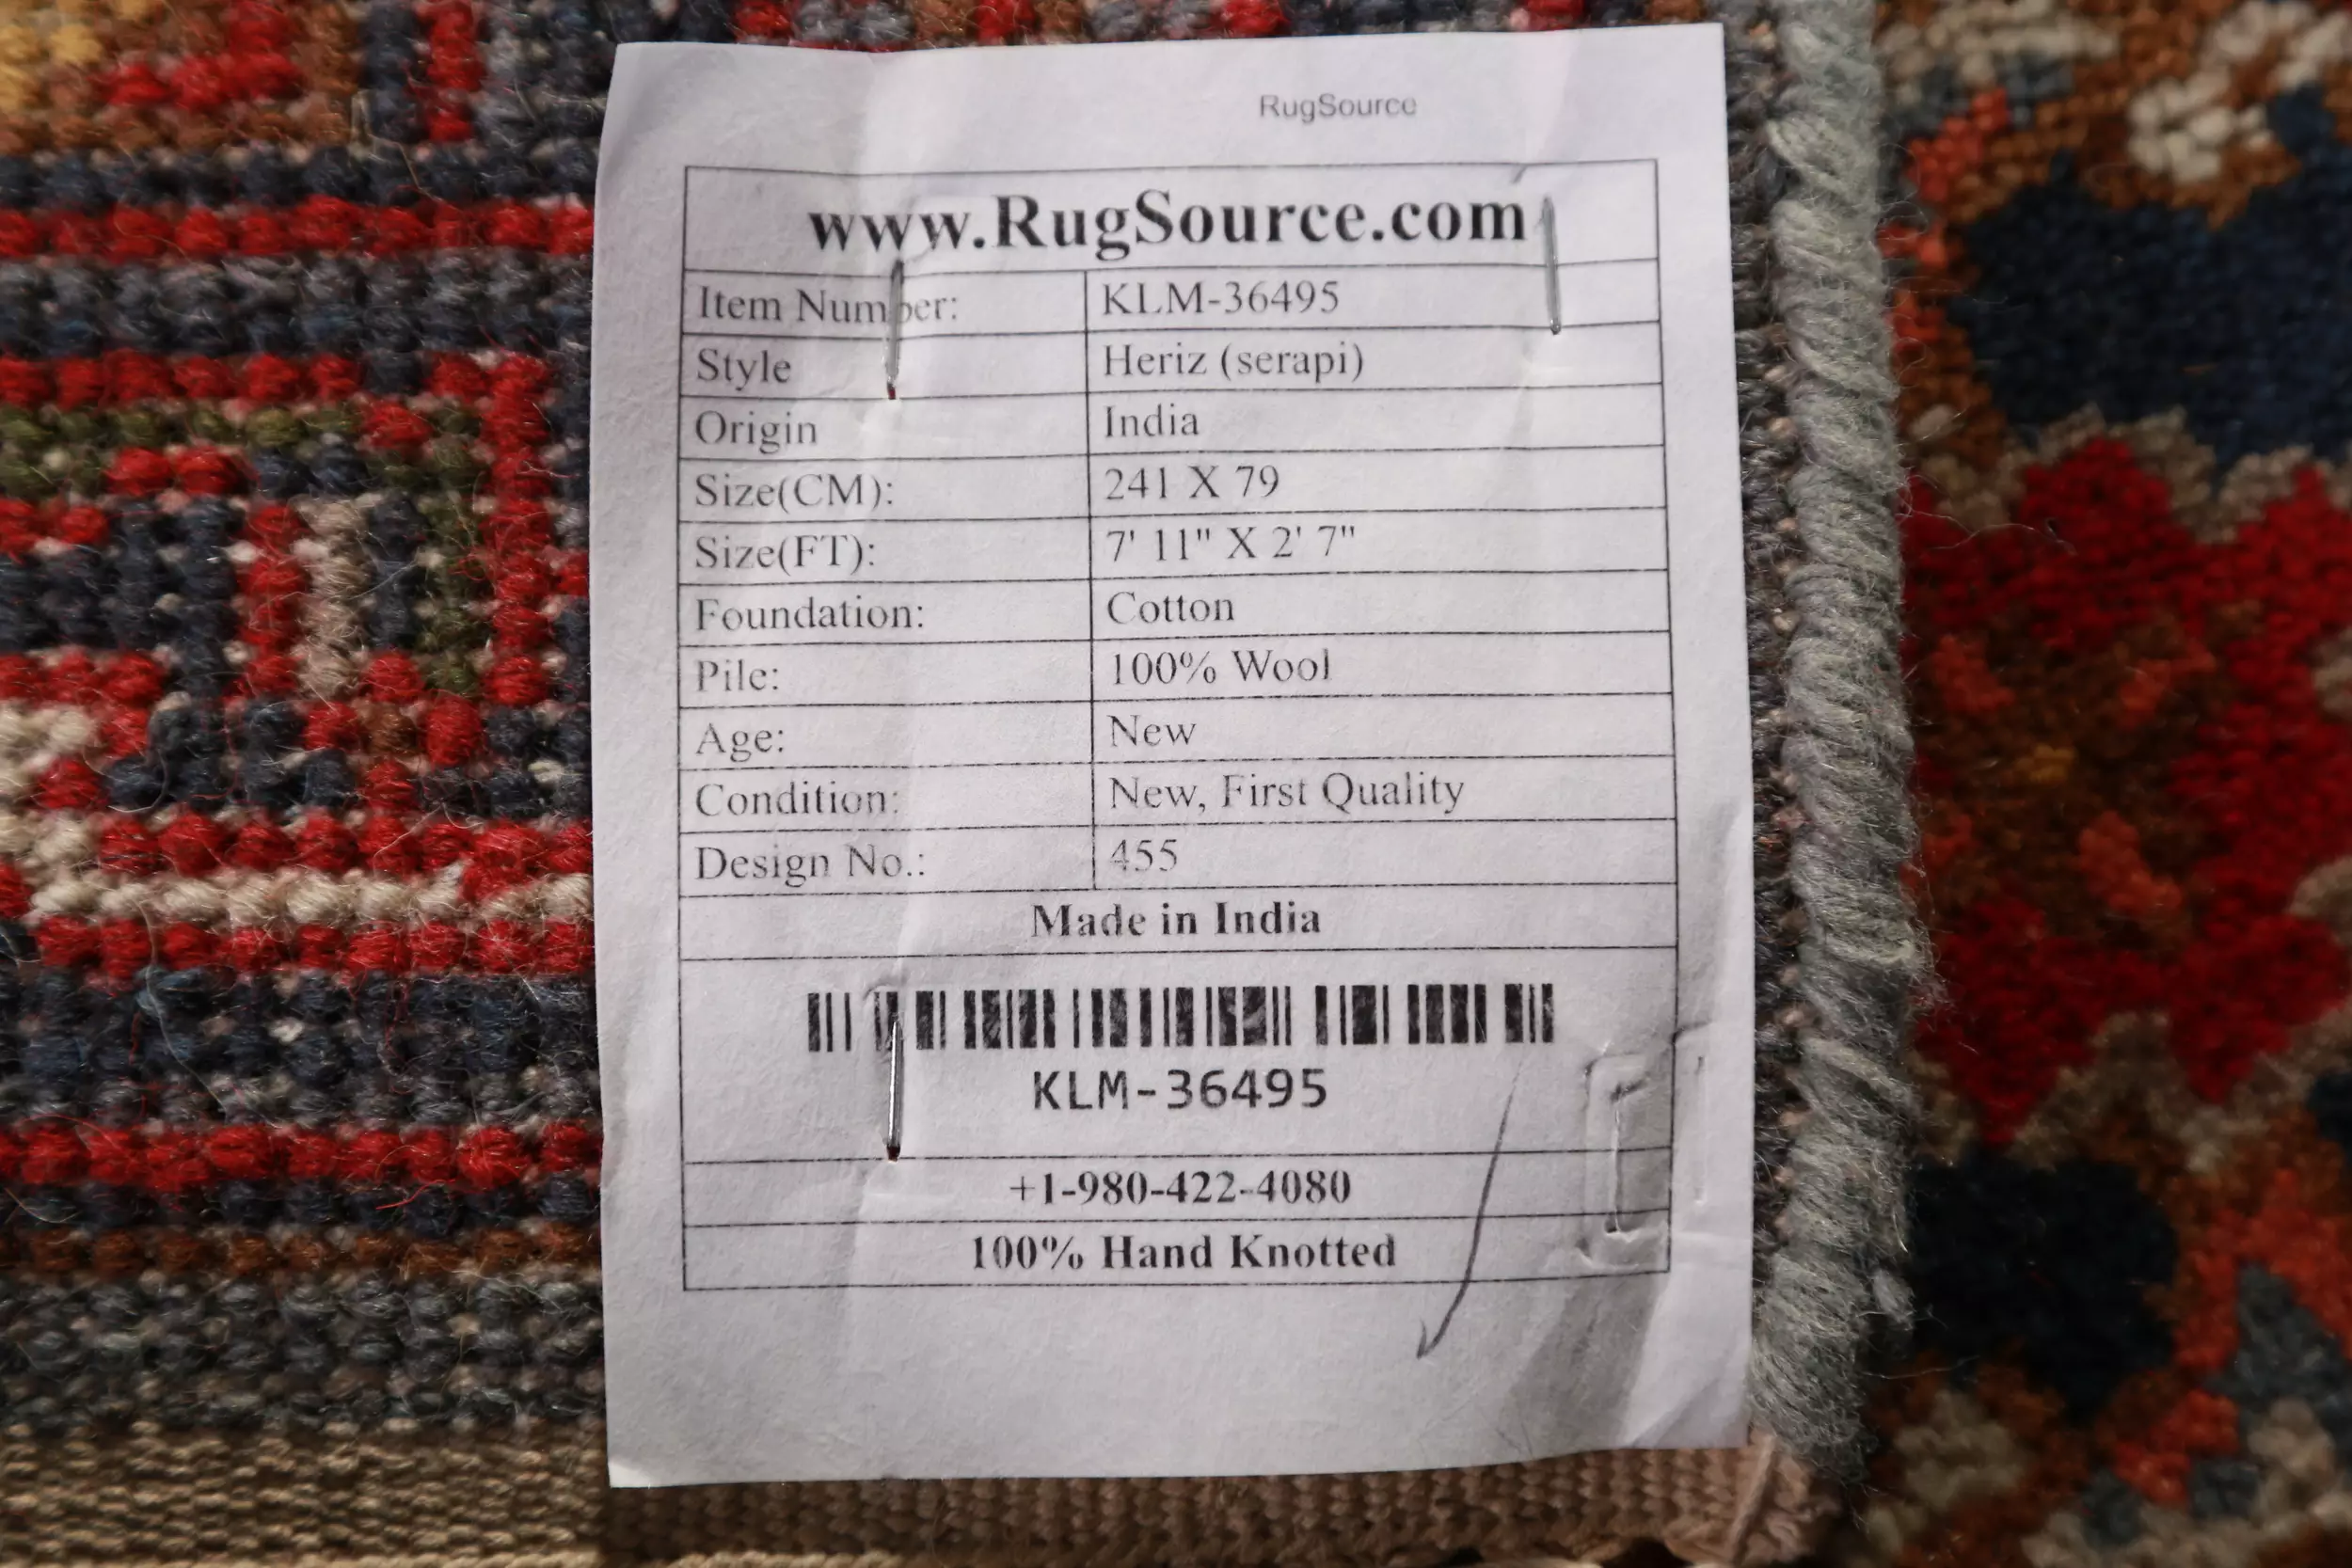 RugSource
www.RugSource.com
Item Number: KLM-36495
Style Heriz (serapi)
Origin India
Size(CM): 241 X 79
Size(FT): 7' 11" X 2' 7"
Foundation: Cotton
Pile: 100% Wool
Age: New
Condition: New, First Quality
Design No.: 455
Made in India
KLM-36495
+1-980-422-4080
100% Hand Knotted